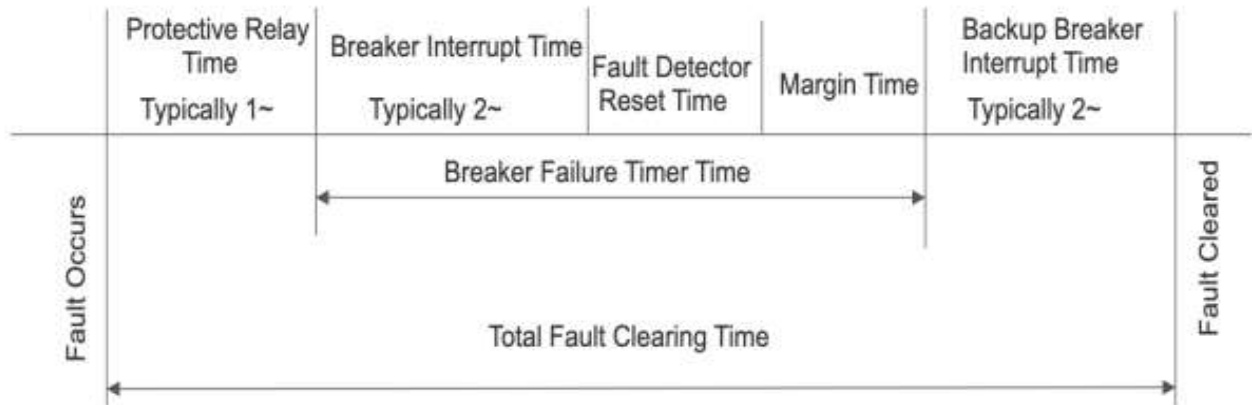 Protective Relay
Time
Typically 1~
Breaker Interrupt Time
Typically 2~
Fault Detector
Reset Time
Margin Time
Backup Breaker
Interrupt Time
Typically 2~
Breaker Failure Timer Time
Fault Occurs
Fault Cleared
Total Fault Clearing Time